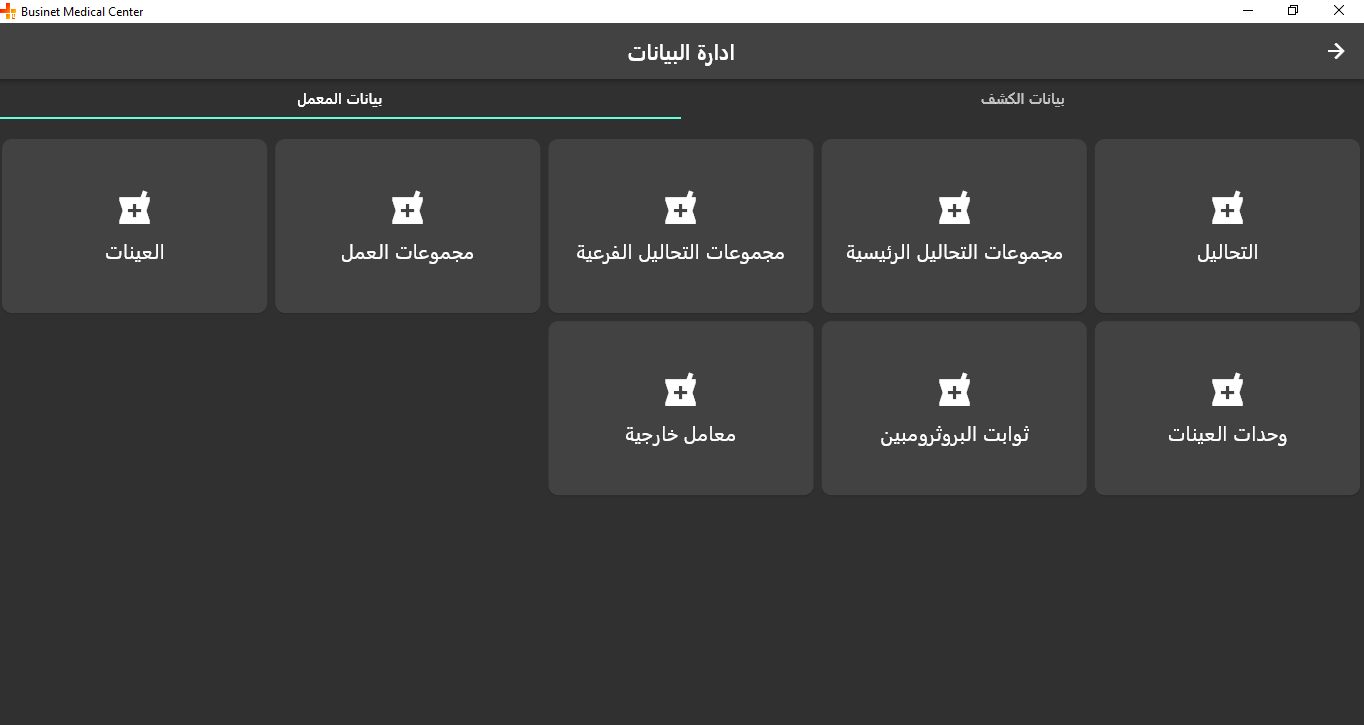 Businet Medical Center
ادارة البيانات
بيانات الكشف
بيانات المعمل
التحاليل
مجموعات التحاليل الرئيسية
مجموعات التحاليل الفرعية
مجموعات العمل
العينات
وحدات العينات
ثوابت البروثرومبين
معامل خارجية